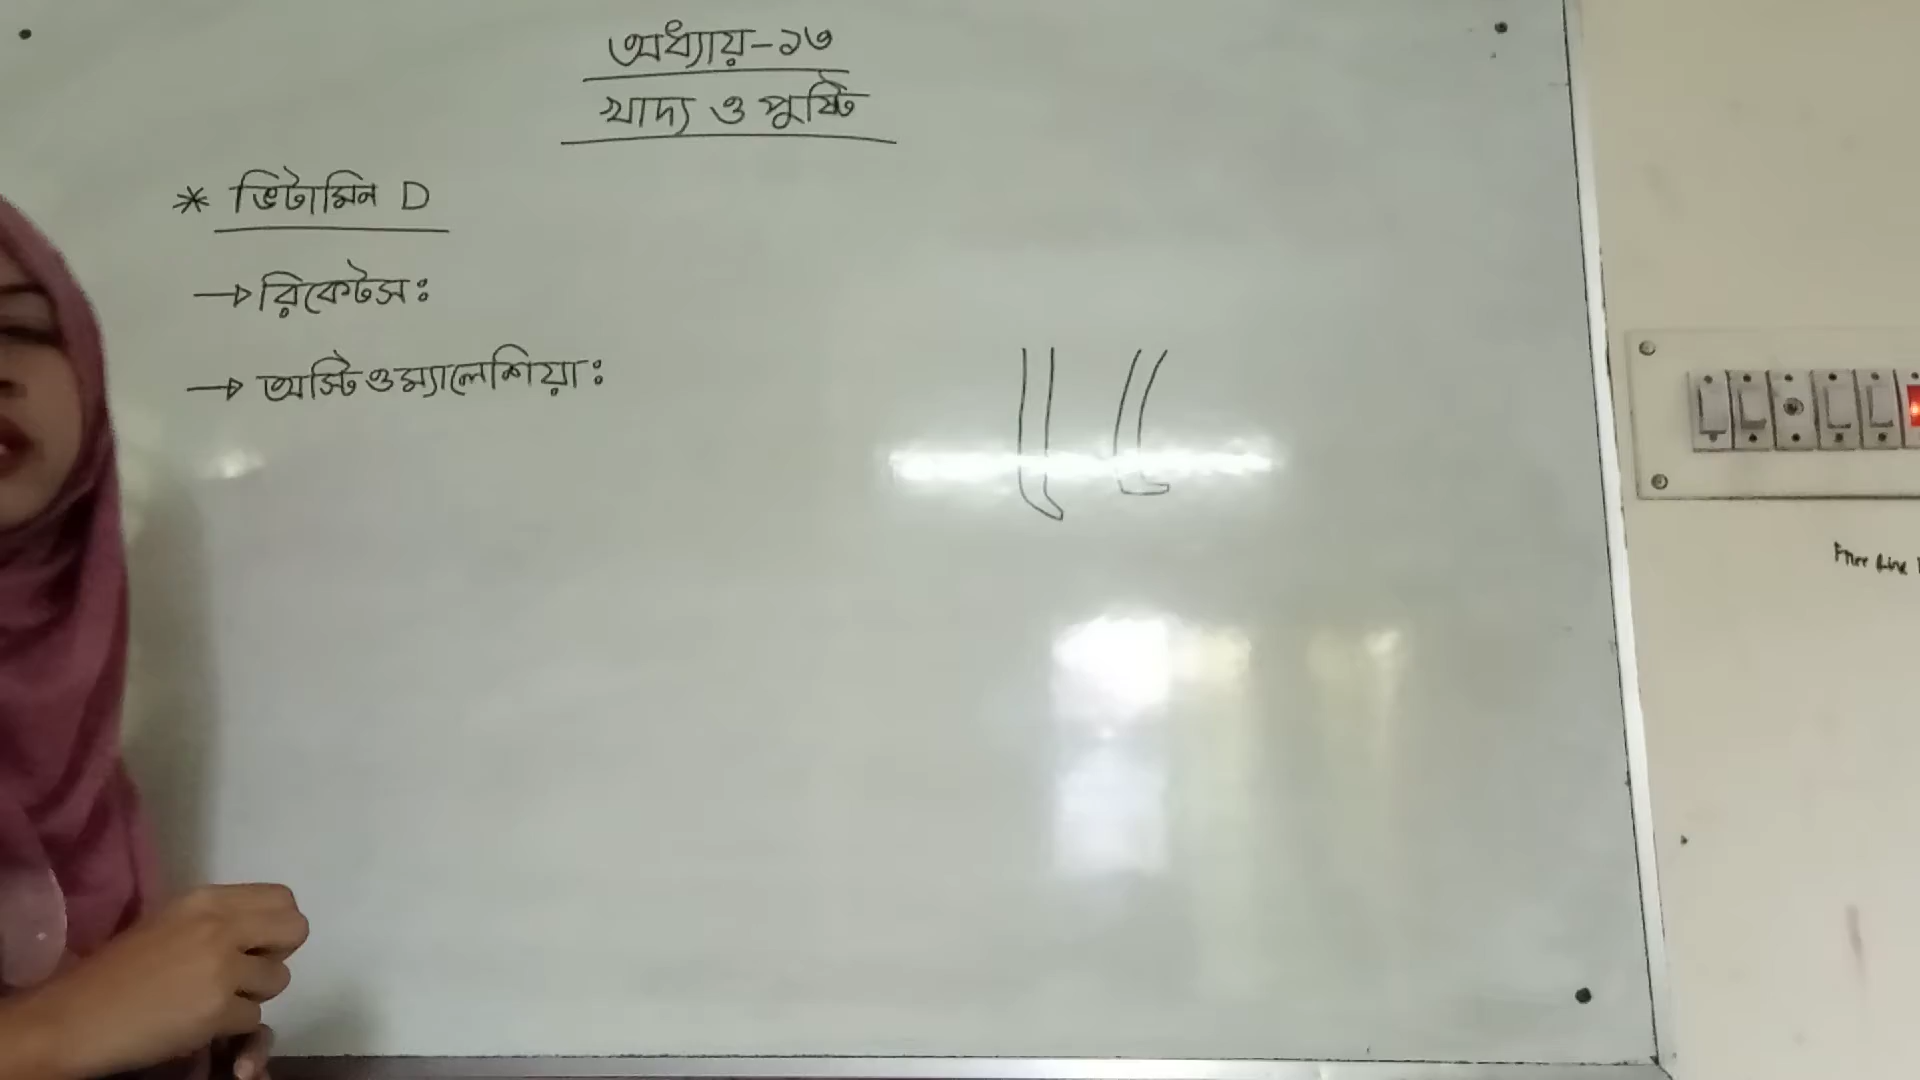 অধ্যায়-১৩
খাদ্য ও পুষ্টি
* ভিটামিন D
→ রিকেটসঃ
→ অস্টিওম্যালেশিয়াঃ